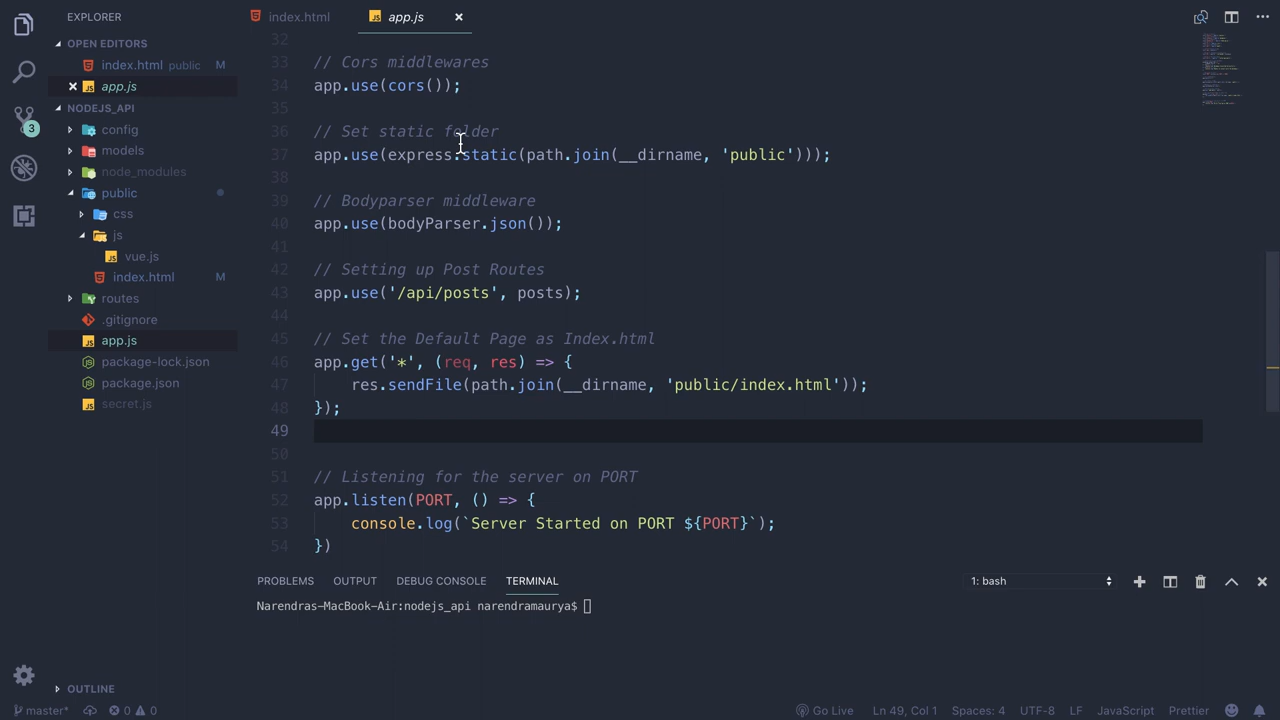 EXPLORER
OPEN EDITORS
index.html public M
app.js
NODEJS_API
config
models
node_modules
public
css
js
vue.js
index.html M
routes
.gitignore
app.js
package-lock.json
package.json
secret.js
OUTLINE
3
index.html
app.js
32
33 // Cors middlewares
34 app.use(cors());
35
36 // Set static folder
37 app.use(express.static(path.join(__dirname, 'public')));
38
39 // Bodyparser middleware
40 app.use(bodyParser.json());
41
42 // Setting up Post Routes
43 app.use('/api/posts', posts);
44
45 // Set the Default Page as Index.html
46 app.get('*', (req, res) => {
47 res.sendFile(path.join(__dirname, 'public/index.html'));
48 });
49
50
51 // Listening for the server on PORT
52 app.listen(PORT, () => {
53 console.log(`Server Started on PORT ${PORT}`);
54 })
PROBLEMS OUTPUT DEBUG CONSOLE TERMINAL 1: bash
Narendras-MacBook-Air:nodejs_api narendramaurya$
master* 0 0 Go Live Ln 49, Col 1 Spaces: 4 UTF-8 LF JavaScript Prettier